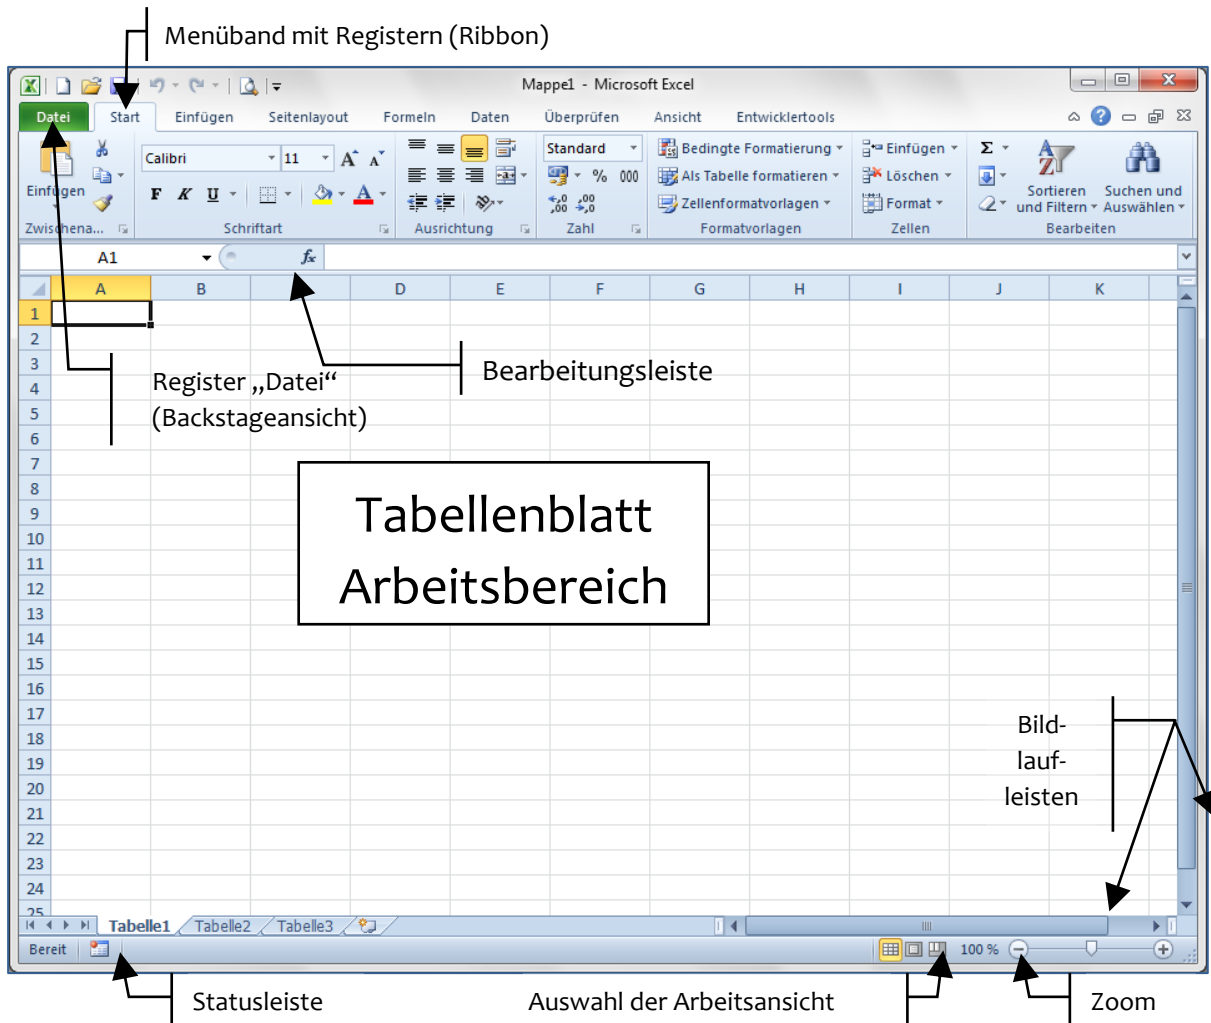 Menüband mit Registern (Ribbon)
Mappe1 - Microsoft Excel
Datei Start Einfügen Seitenlayout Formeln Daten Überprüfen Ansicht Entwicklertools
Einfügen
Zwischena...
Calibri 11 A A
F K U A
Schriftart
Ausrichtung
Standard
% 000
,00 ,00
,00 ,0
Zahl
Bedingte Formatierung
Als Tabelle formatieren
Zellenformatvorlagen
Formatvorlagen
Einfügen
Löschen
Format
Zellen
Σ
A
Z
Sortieren
und Filtern
Suchen und
Auswählen
Bearbeiten
A1 fx
A B D E F G H I J K
1
2
3
4
5
6
7
8
9
10
11
12
13
14
15
16
17
18
19
20
21
22
23
24
25
Bearbeitungsleiste
Register „Datei“
(Backstageansicht)
Tabellenblatt
Arbeitsbereich
Bild-
lauf-
leisten
Tabelle1 Tabelle2 Tabelle3
Bereit 100 %
Statusleiste Auswahl der Arbeitsansicht Zoom